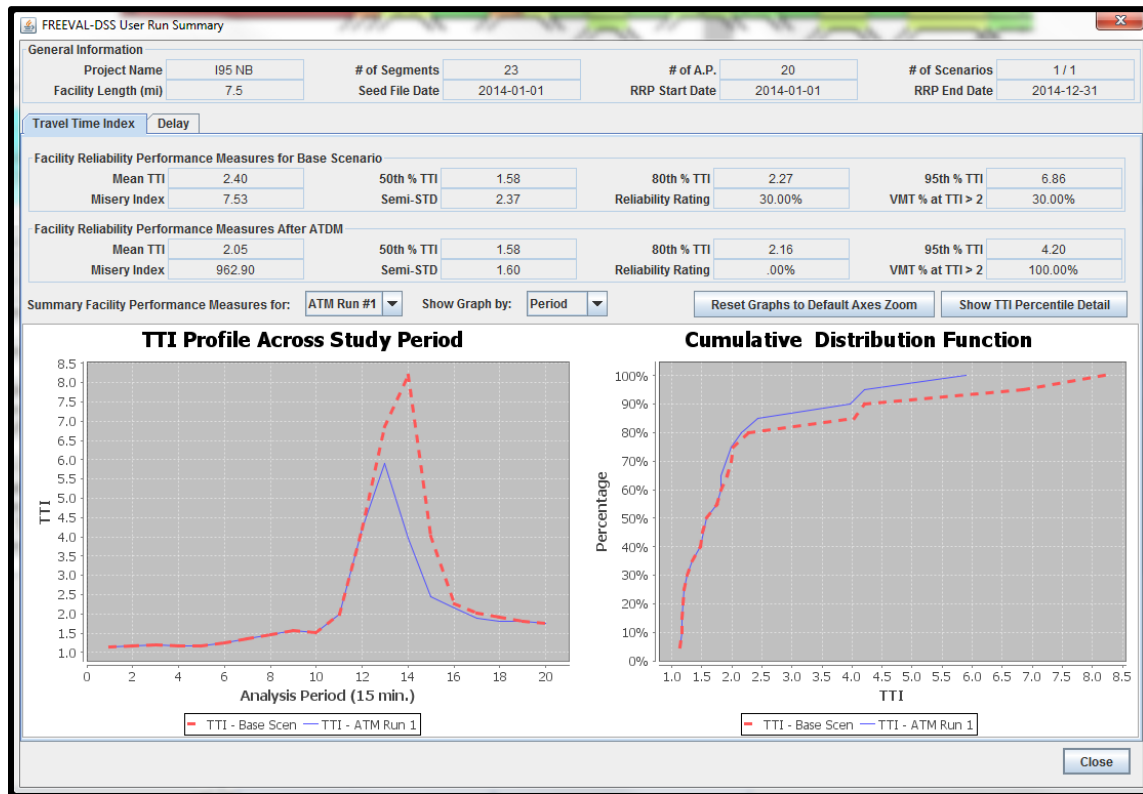 FREEVAL-DSS User Run Summary
X
General Information
Project Name I95 NB # of Segments 23 # of A.P. 20 # of Scenarios 1 / 1
Facility Length (mi) 7.5 Seed File Date 2014-01-01 RRP Start Date 2014-01-01 RRP End Date 2014-12-31
Travel Time Index Delay
Facility Reliability Performance Measures for Base Scenario
Mean TTI 2.40 50th % TTI 1.58 80th % TTI 2.27 95th % TTI 6.86
Misery Index 7.53 Semi-STD 2.37 Reliability Rating 30.00% VMT % at TTI > 2 30.00%
Facility Reliability Performance Measures After ATDM
Mean TTI 2.05 50th % TTI 1.58 80th % TTI 2.16 95th % TTI 4.20
Misery Index 962.90 Semi-STD 1.60 Reliability Rating .00% VMT % at TTI > 2 100.00%
Summary Facility Performance Measures for: ATM Run #1 Show Graph by: Period Reset Graphs to Default Axes Zoom Show TTI Percentile Detail
TTI Profile Across Study Period
8.5
8.0
7.5
7.0
6.5
6.0
5.5
5.0
4.5
4.0
3.5
3.0
2.5
2.0
1.5
1.0
TTI
0 2 4 6 8 10 12 14 16 18 20
Analysis Period (15 min.)
TTI - Base Scen TTI - ATM Run 1
Cumulative Distribution Function
100%
90%
80%
70%
60%
50%
40%
30%
20%
10%
0%
Percentage
1.0 1.5 2.0 2.5 3.0 3.5 4.0 4.5 5.0 5.5 6.0 6.5 7.0 7.5 8.0 8.5
TTI
TTI - Base Scen TTI - ATM Run 1
Close